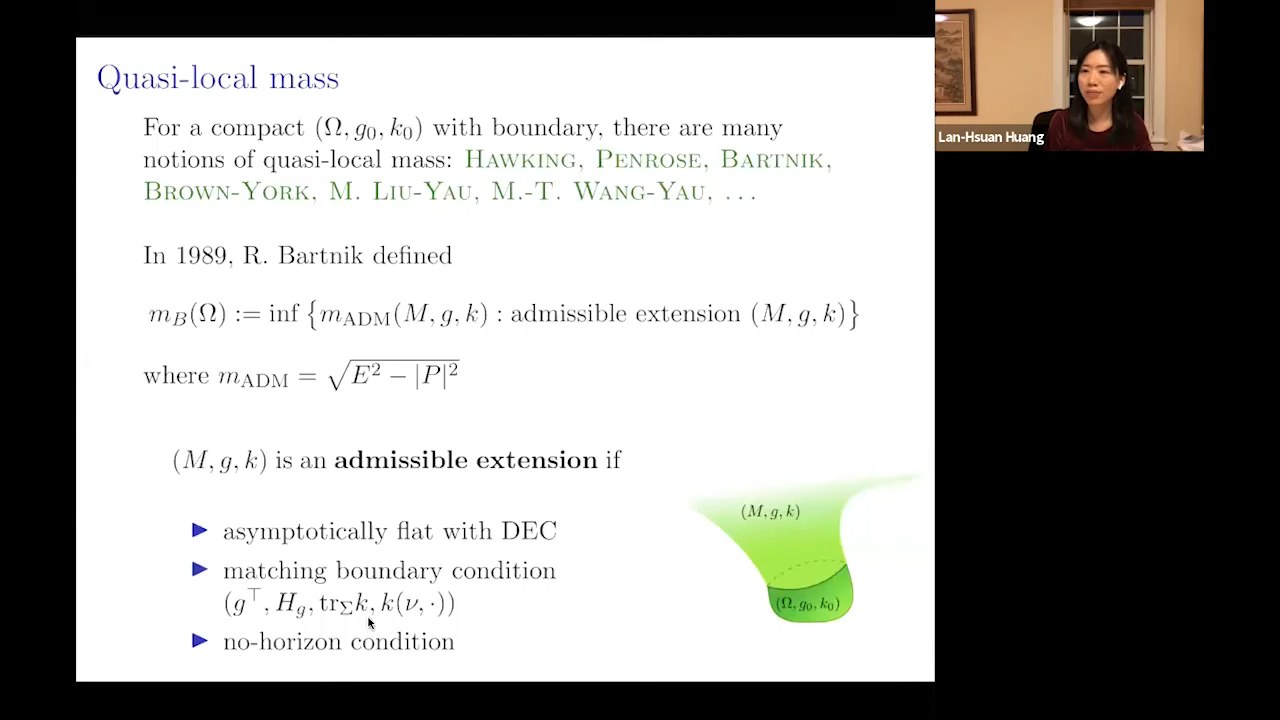 Quasi-local mass
For a compact (Ω, g₀, k₀) with boundary, there are many
notions of quasi-local mass: HAWKING, PENROSE, BARTNIK,
BROWN-YORK, M. LIU-YAU, M.-T. WANG-YAU, . . .
In 1989, R. Bartnik defined
m_B(Ω) := inf {m_ADM(M, g, k) : admissible extension (M, g, k)}
where m_ADM = √(E² − |P|²)
(M, g, k) is an admissible extension if
▶ asymptotically flat with DEC
▶ matching boundary condition
(g^⊤, H_g, tr_Σ k, k(ν, ·))
▶ no-horizon condition
(M, g, k)
(Ω, g₀, k₀)
Lan-Hsuan Huang